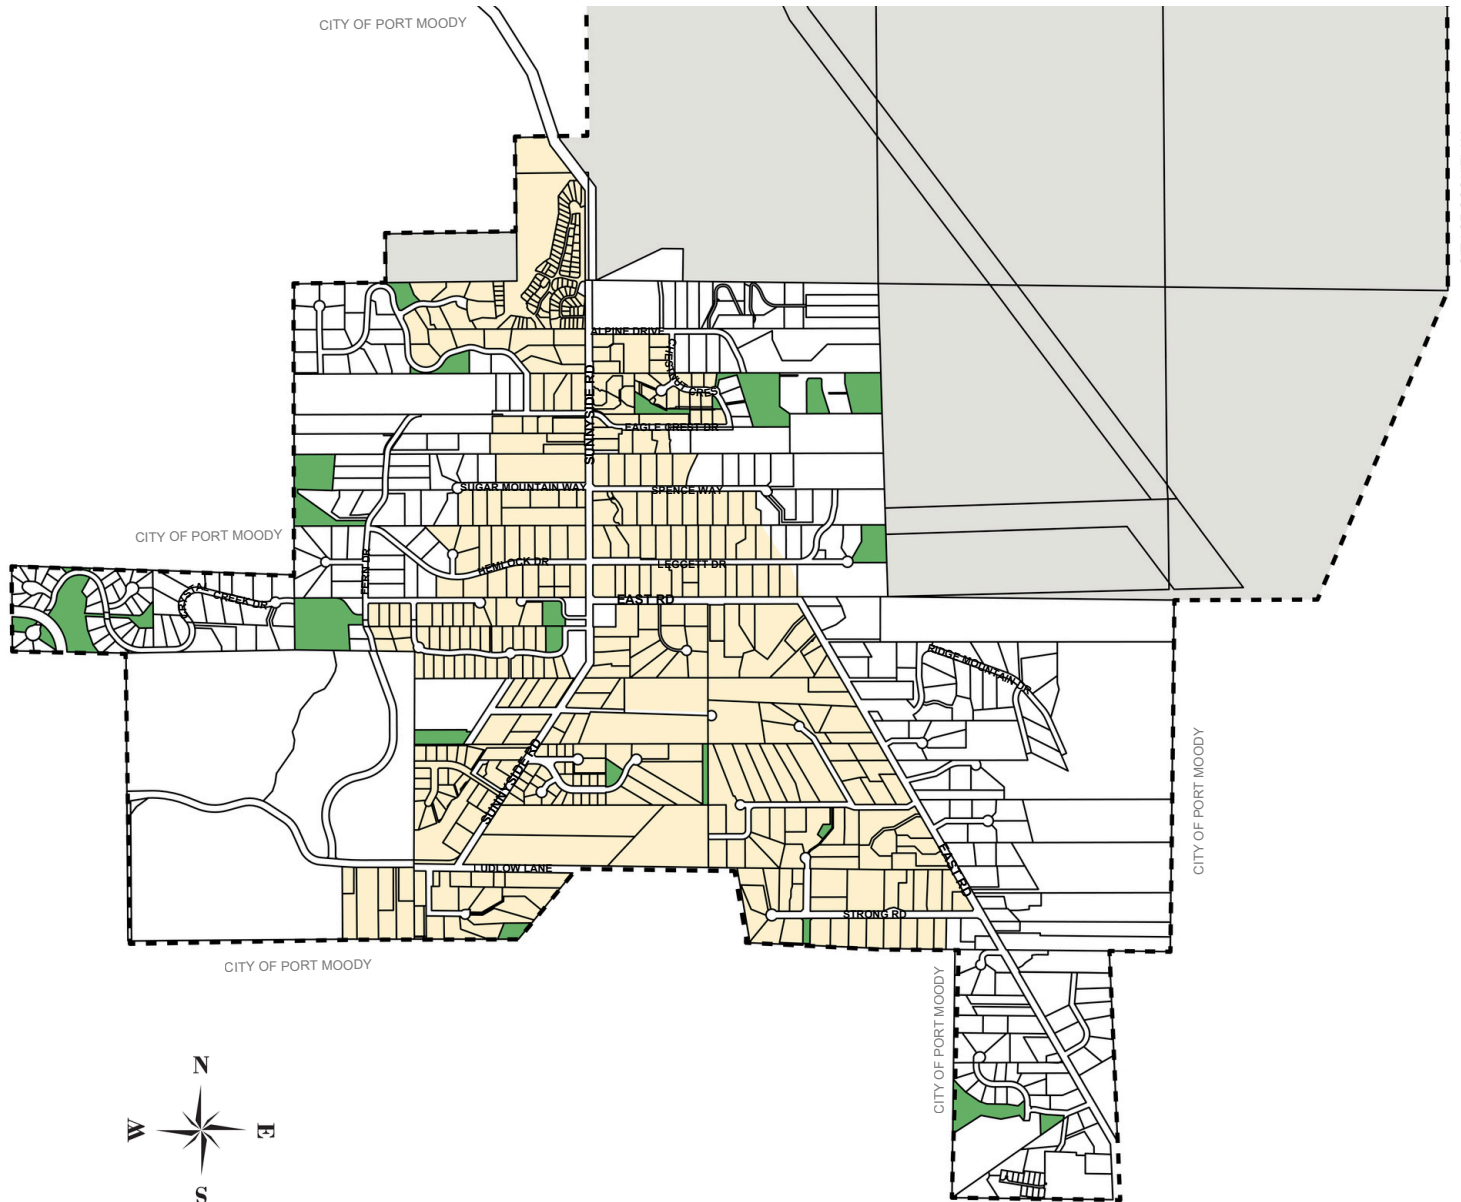 CITY OF PORT MOODY
ALPINE DRIVE
SUNNYSIDE RD
EAGLE CREST DR
SUGAR MOUNTAIN WAY
SPENCE WAY
CITY OF PORT MOODY
FERN DR
HEMLOCK DR
LEGGETT DR
EAST RD
RIDGE MOUNTAIN DR
SUNNYSIDE RD
CITY OF PORT MOODY
LUDLOW LANE
EAST RD
STRONG RD
CITY OF PORT MOODY
CITY OF PORT MOODY
N
W
E
S